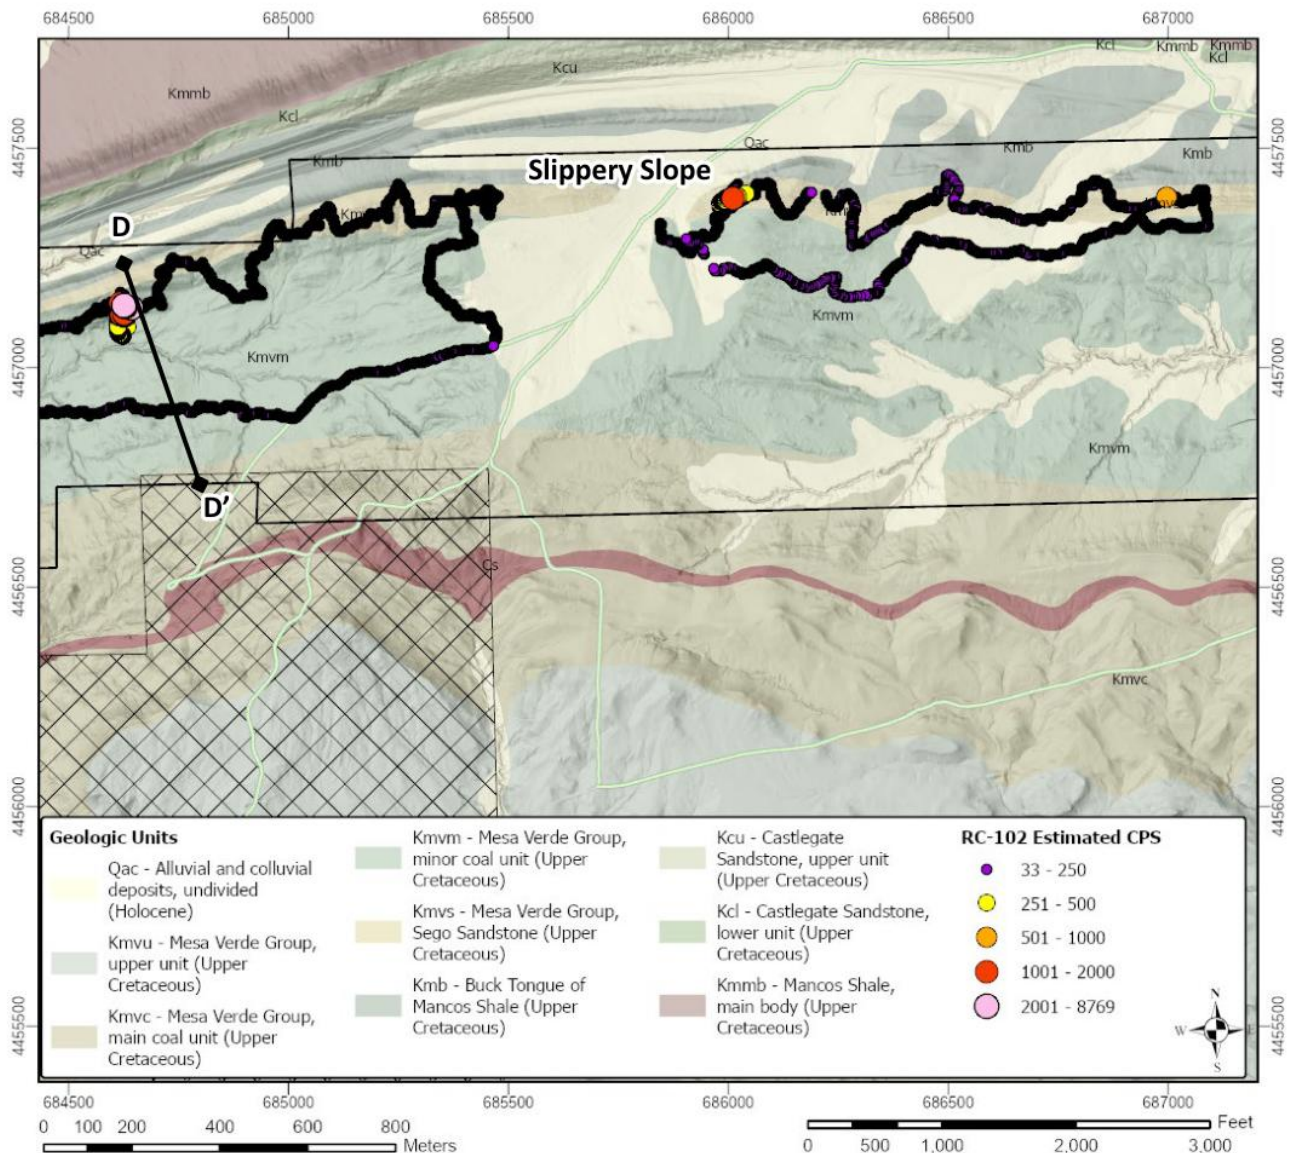 684500 685000 685500 686000 686500 687000
Kcl Kmmb Kmmb
Kcl
Kcu
Kmmb
Kcl
4457500 4457500
Qac
Kmb Kmb Kmb
Slippery Slope
D
Qac
Kmvm
Kmvm
4457000 4457000
Kmvm
D'
Cs
4456500 4456500
Kmvc
4456000 4456000
Geologic Units
Qac - Alluvial and colluvial
deposits, undivided
(Holocene)
Kmvu - Mesa Verde Group,
upper unit (Upper
Cretaceous)
Kmvc - Mesa Verde Group,
main coal unit (Upper
Cretaceous)
Kmvm - Mesa Verde Group,
minor coal unit (Upper
Cretaceous)
Kmvs - Mesa Verde Group,
Sego Sandstone (Upper
Cretaceous)
Kmb - Buck Tongue of
Mancos Shale (Upper
Cretaceous)
Kcu - Castlegate
Sandstone, upper unit
(Upper Cretaceous)
Kcl - Castlegate Sandstone,
lower unit (Upper
Cretaceous)
Kmmb - Mancos Shale,
main body (Upper
Cretaceous)
RC-102 Estimated CPS
33 - 250
251 - 500
501 - 1000
1001 - 2000
2001 - 8769
N
W E
S
4455500 4455500
684500 685000 685500 686000 686500 687000
0 100 200 400 600 800
Meters
Feet
0 500 1,000 2,000 3,000